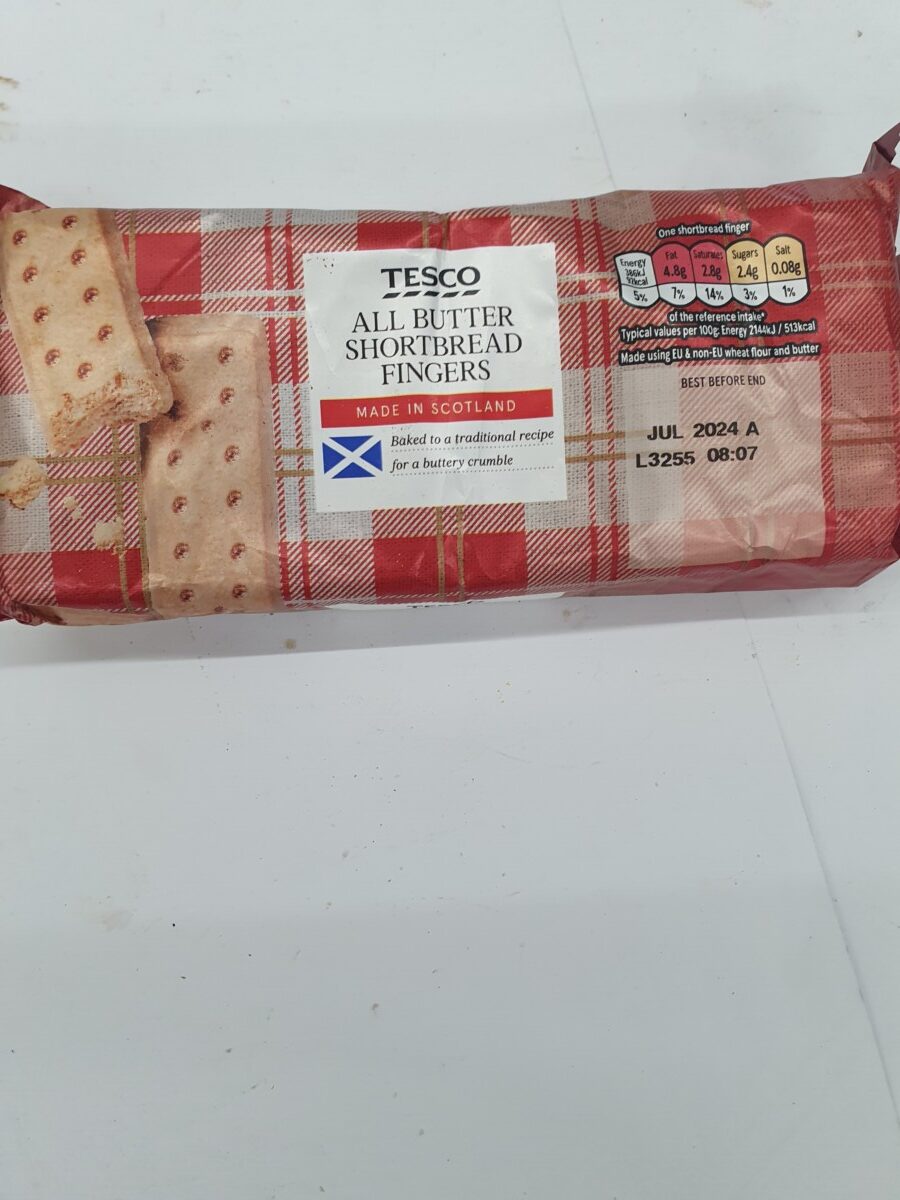 TESCO
ALL BUTTER
SHORTBREAD
FINGERS
MADE IN SCOTLAND
Baked to a traditional recipe
for a buttery crumble
One shortbread finger
Energy
386kJ
92kcal
5%
Fat
4.8g
7%
Saturates
2.8g
14%
Sugars
2.4g
3%
Salt
0.08g
1%
of the reference intake*
Typical values per 100g: Energy 2144kJ / 513kcal
Made using EU & non-EU wheat flour and butter
BEST BEFORE END
JUL 2024 A
L3255 08:07